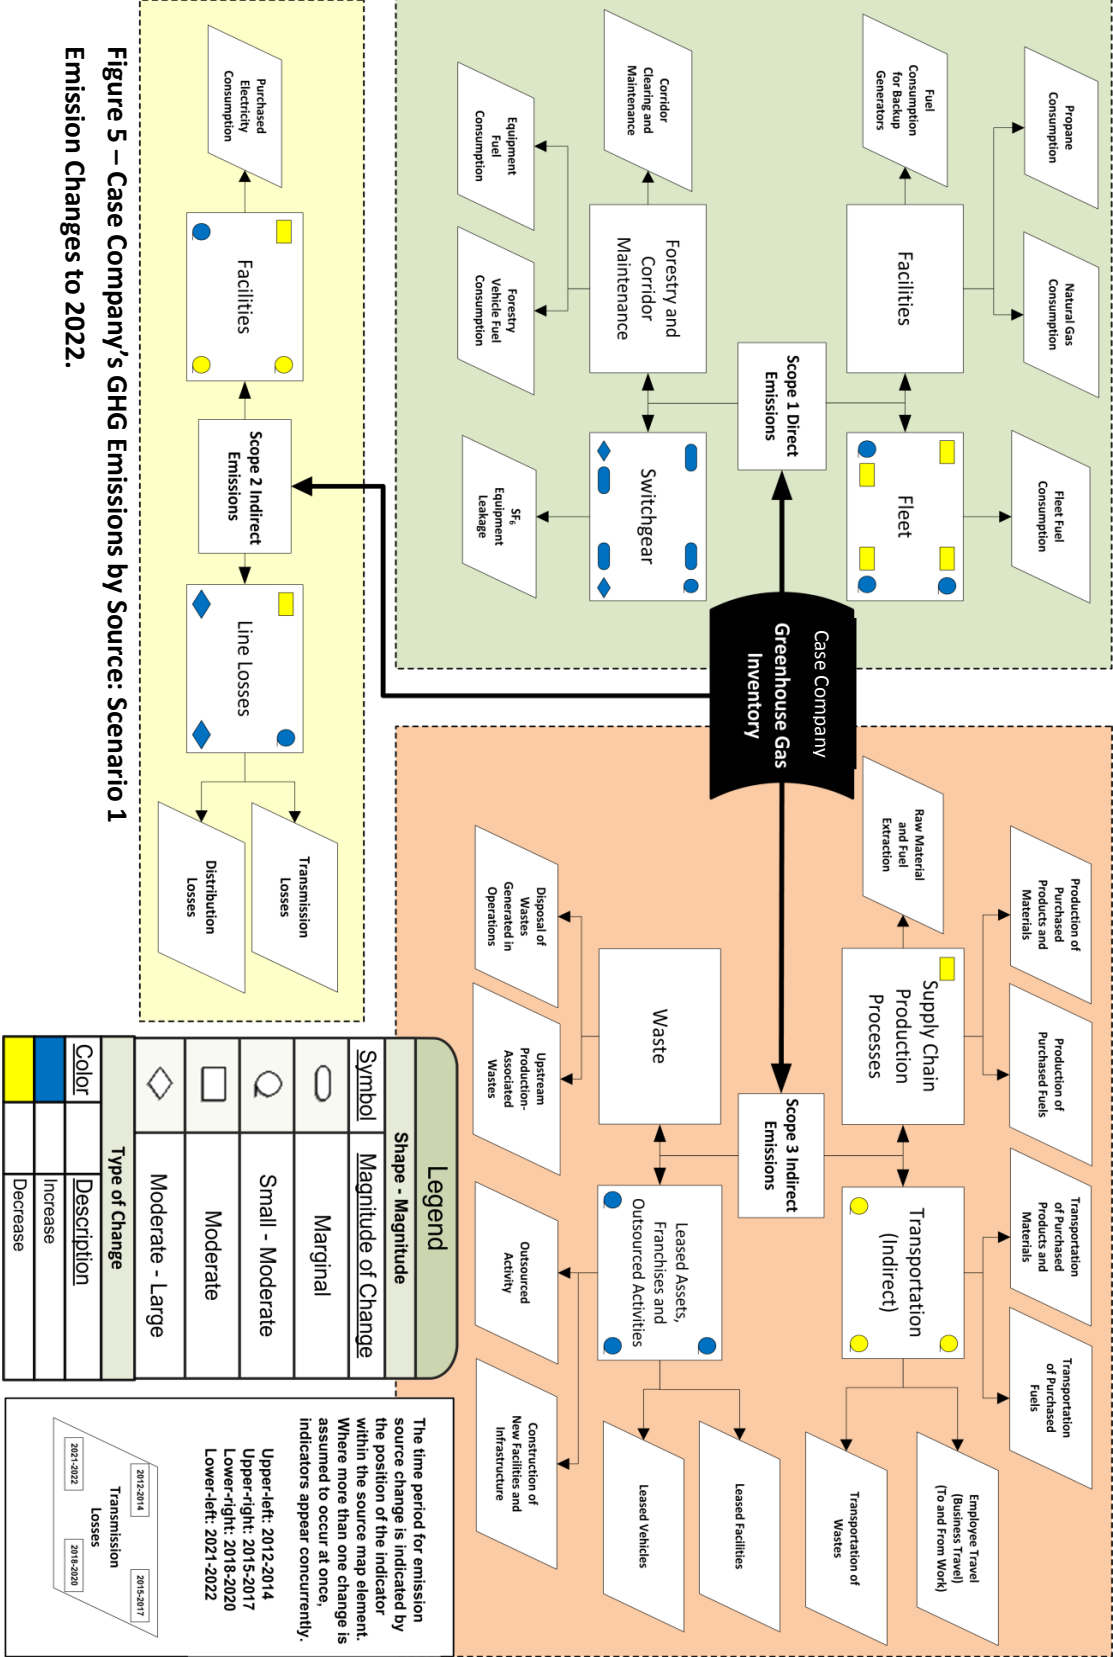 Propane
Consumption
Natural Gas
Consumption
Fuel
Consumption
for Backup
Generators
Facilities
Fleet Fuel
Consumption
Fleet
Scope 1 Direct
Emissions
Corridor
Clearing and
Maintenance
Forestry and
Corridor
Maintenance
Switchgear
Equipment
Fuel
Consumption
Forestry
Vehicle Fuel
Consumption
SF6
Equipment
Leakage
Case Company
Greenhouse Gas
Inventory
Production of
Purchased
Products and
Materials
Production of
Purchased Fuels
Transportation
of Purchased
Products and
Materials
Transportation
of Purchased
Fuels
Raw Material
and Fuel
Extraction
Supply Chain
Production
Processes
Transportation
(Indirect)
Employee Travel
(Business Travel)
(To and From Work)
Transportation of
Wastes
Scope 3 Indirect
Emissions
Waste
Leased Assets,
Franchises and
Outsourced Activities
Leased Facilities
Leased Vehicles
Disposal of
Wastes
Generated in
Operations
Upstream
Production-
Associated
Wastes
Outsourced
Activity
Construction of
New Facilities and
Infrastructure
Purchased
Electricity
Consumption
Facilities
Scope 2 Indirect
Emissions
Line Losses
Transmission
Losses
Distribution
Losses
Legend
Shape - Magnitude
Symbol Magnitude of Change
Marginal
Small - Moderate
Moderate
Moderate - Large
Type of Change
Color Description
Increase
Decrease
The time period for emission
source change is indicated by
the position of the indicator
within the source map element.
Where more than one change is
assumed to occur at once,
indicators appear concurrently.
Upper-left: 2012-2014
Upper-right: 2015-2017
Lower-right: 2018-2020
Lower-left: 2021-2022
2012-2014 2015-2017
Transmission
Losses
2021-2022 2018-2020
Figure 5 – Case Company's GHG Emissions by Source: Scenario 1
Emission Changes to 2022.